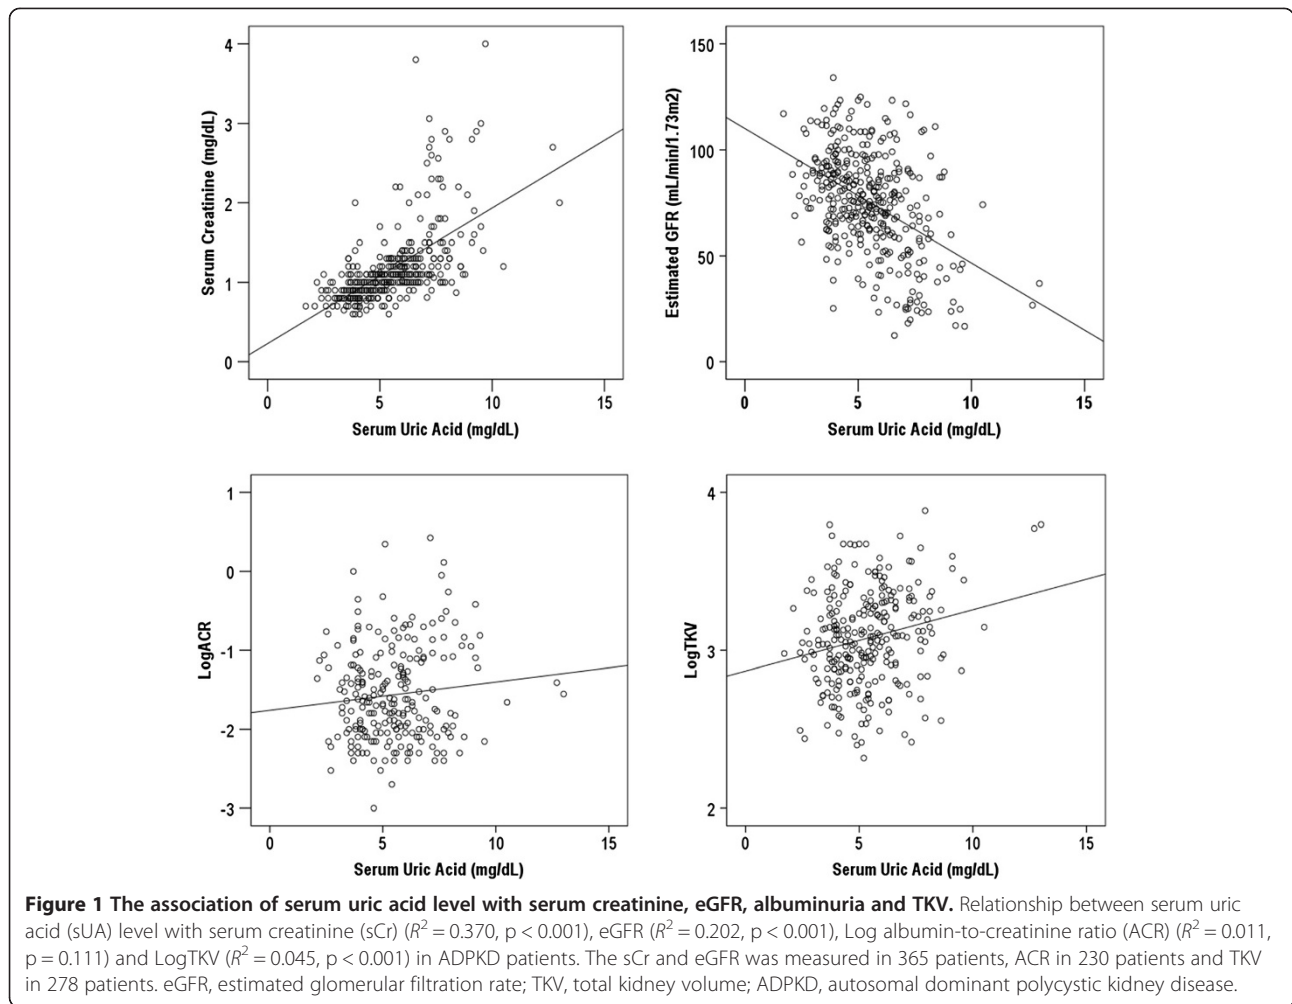 4
3
2
1
0
Serum Creatinine (mg/dL)
0 5 10 15
Serum Uric Acid (mg/dL)
150
100
50
0
Estimated GFR (mL/min/1.73m2)
0 5 10 15
Serum Uric Acid (mg/dL)
1
0
-1
-2
-3
LogACR
0 5 10 15
Serum Uric Acid (mg/dL)
4
3
2
LogTKV
0 5 10 15
Serum Uric Acid (mg/dL)
Figure 1 The association of serum uric acid level with serum creatinine, eGFR, albuminuria and TKV. Relationship between serum uric
acid (sUA) level with serum creatinine (sCr) (R² = 0.370, p < 0.001), eGFR (R² = 0.202, p < 0.001), Log albumin-to-creatinine ratio (ACR) (R² = 0.011,
p = 0.111) and LogTKV (R² = 0.045, p < 0.001) in ADPKD patients. The sCr and eGFR was measured in 365 patients, ACR in 230 patients and TKV
in 278 patients. eGFR, estimated glomerular filtration rate; TKV, total kidney volume; ADPKD, autosomal dominant polycystic kidney disease.